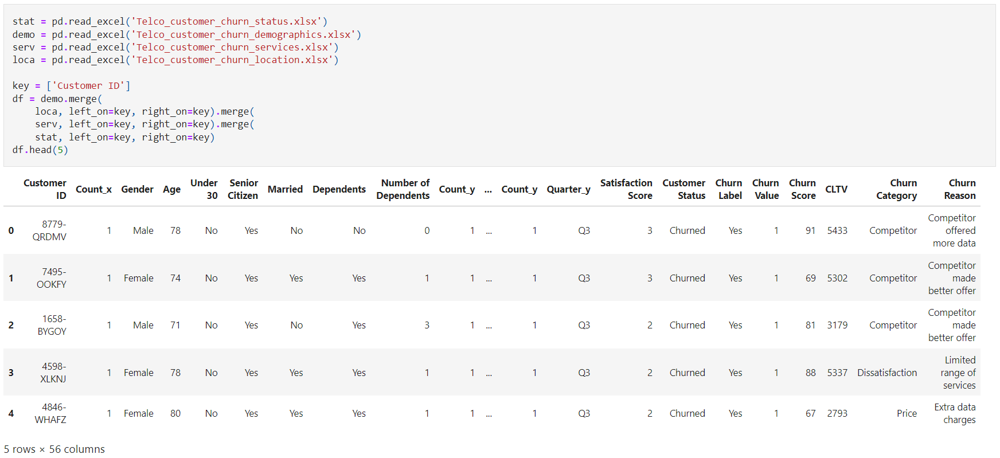 stat = pd.read_excel('Telco_customer_churn_status.xlsx')
demo = pd.read_excel('Telco_customer_churn_demographics.xlsx')
serv = pd.read_excel('Telco_customer_churn_services.xlsx')
loca = pd.read_excel('Telco_customer_churn_location.xlsx')
key = ['Customer ID']
df = demo.merge(
    loca, left_on=key, right_on=key).merge(
    serv, left_on=key, right_on=key).merge(
    stat, left_on=key, right_on=key)
df.head(5)
Customer ID Count_x Gender Age Under 30 Senior Citizen Married Dependents Number of Dependents Count_y ... Count_y Quarter_y Satisfaction Score Customer Status Churn Label Churn Value Churn Score CLTV Churn Category Churn Reason
0 8779-QRDMV 1 Male 78 No Yes No No 0 1 ... 1 Q3 3 Churned Yes 1 91 5433 Competitor Competitor offered more data
1 7495-OOKFY 1 Female 74 No Yes Yes Yes 1 1 ... 1 Q3 3 Churned Yes 1 69 5302 Competitor Competitor made better offer
2 1658-BYGOY 1 Male 71 No Yes No Yes 3 1 ... 1 Q3 2 Churned Yes 1 81 3179 Competitor Competitor made better offer
3 4598-XLKNJ 1 Female 78 No Yes Yes Yes 1 1 ... 1 Q3 2 Churned Yes 1 88 5337 Dissatisfaction Limited range of services
4 4846-WHAFZ 1 Female 80 No Yes Yes Yes 1 1 ... 1 Q3 2 Churned Yes 1 67 2793 Price Extra data charges
5 rows × 56 columns